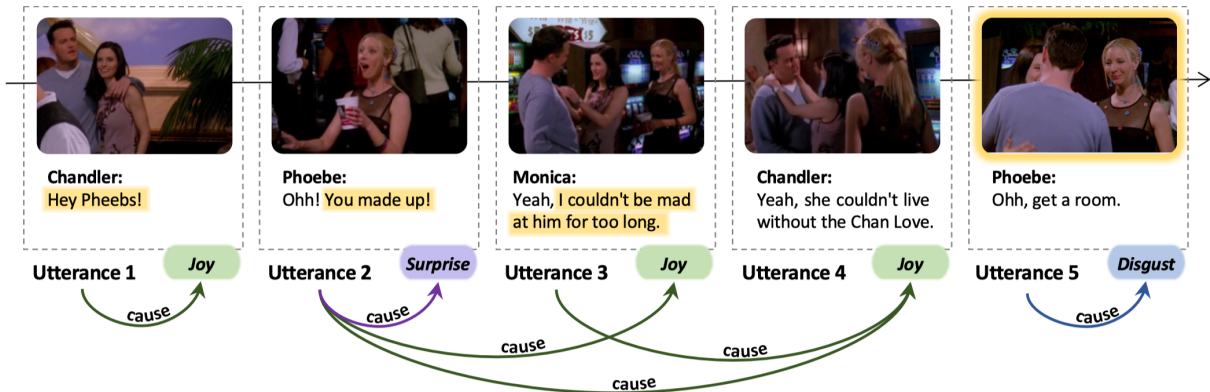 Chandler:
Hey Pheebs!
Phoebe:
Ohh! You made up!
Monica:
Yeah, I couldn't be mad
at him for too long.
Chandler:
Yeah, she couldn't live
without the Chan Love.
Phoebe:
Ohh, get a room.
Utterance 1
Joy
Utterance 2
Surprise
Utterance 3
Joy
Utterance 4
Joy
Utterance 5
Disgust
cause
cause
cause
cause
cause
cause